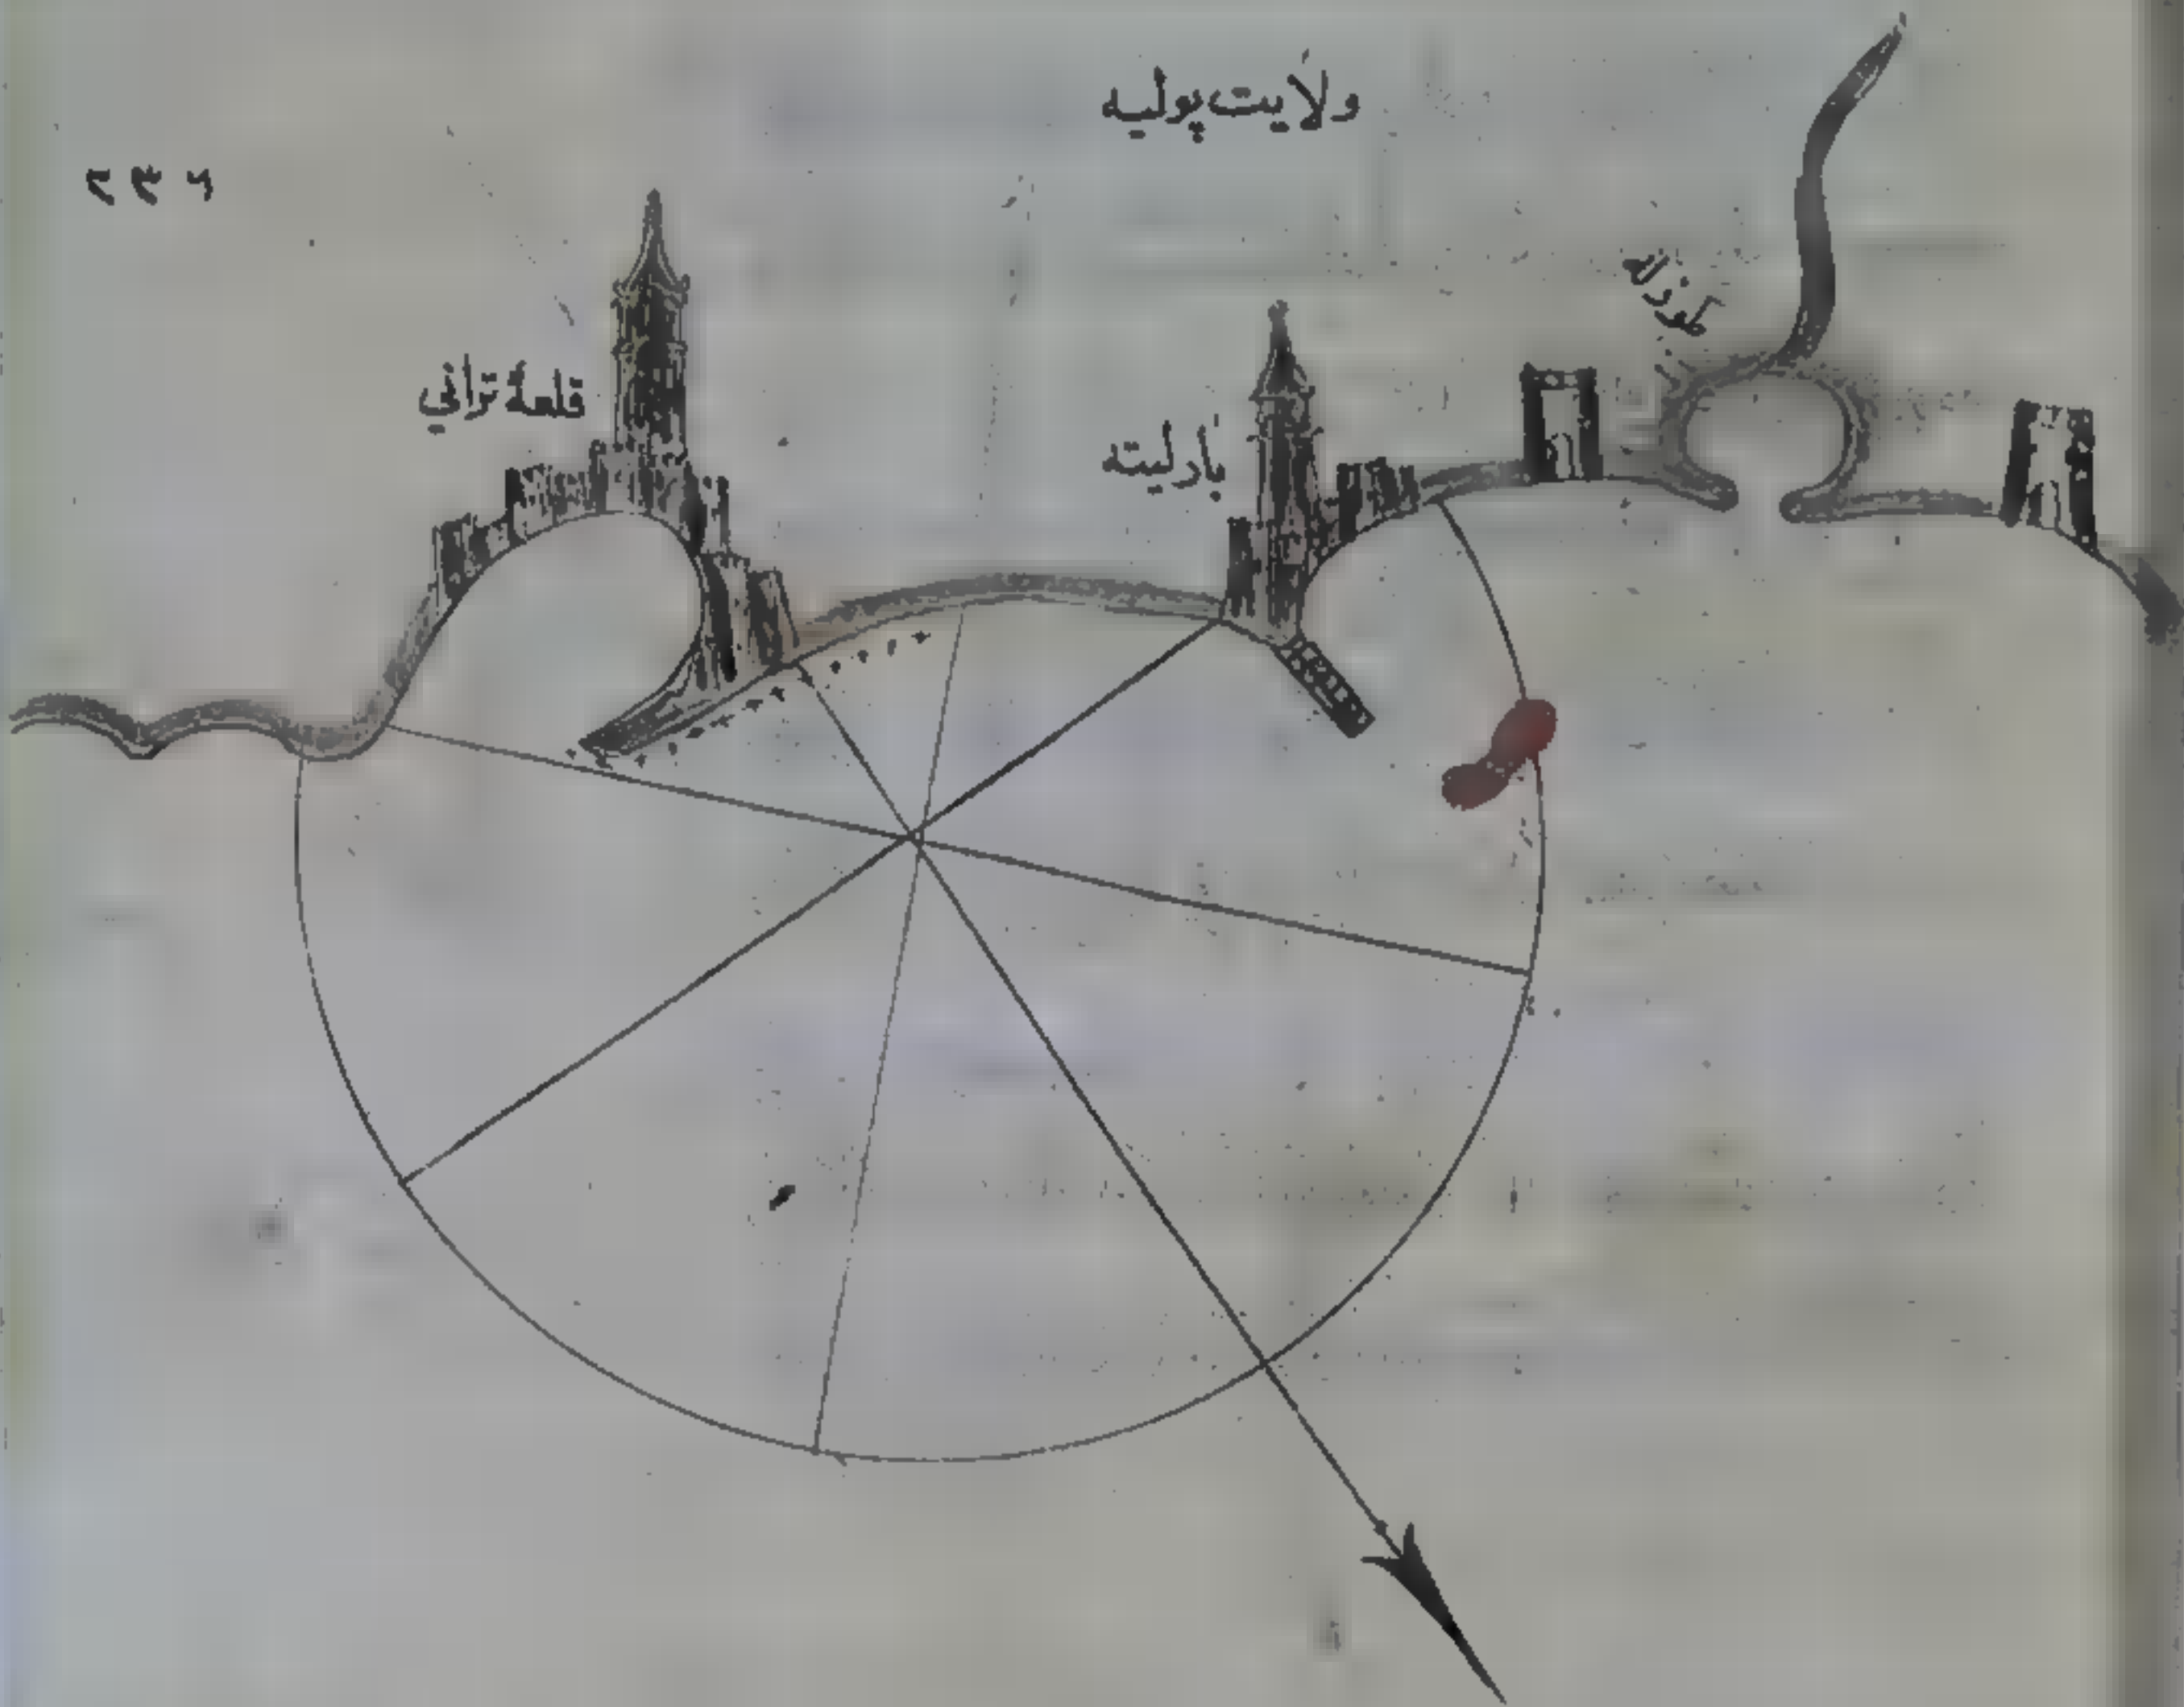 ولايت پوليه
٢٣٦
طوزله
بارليته
قلعهٔ تراني